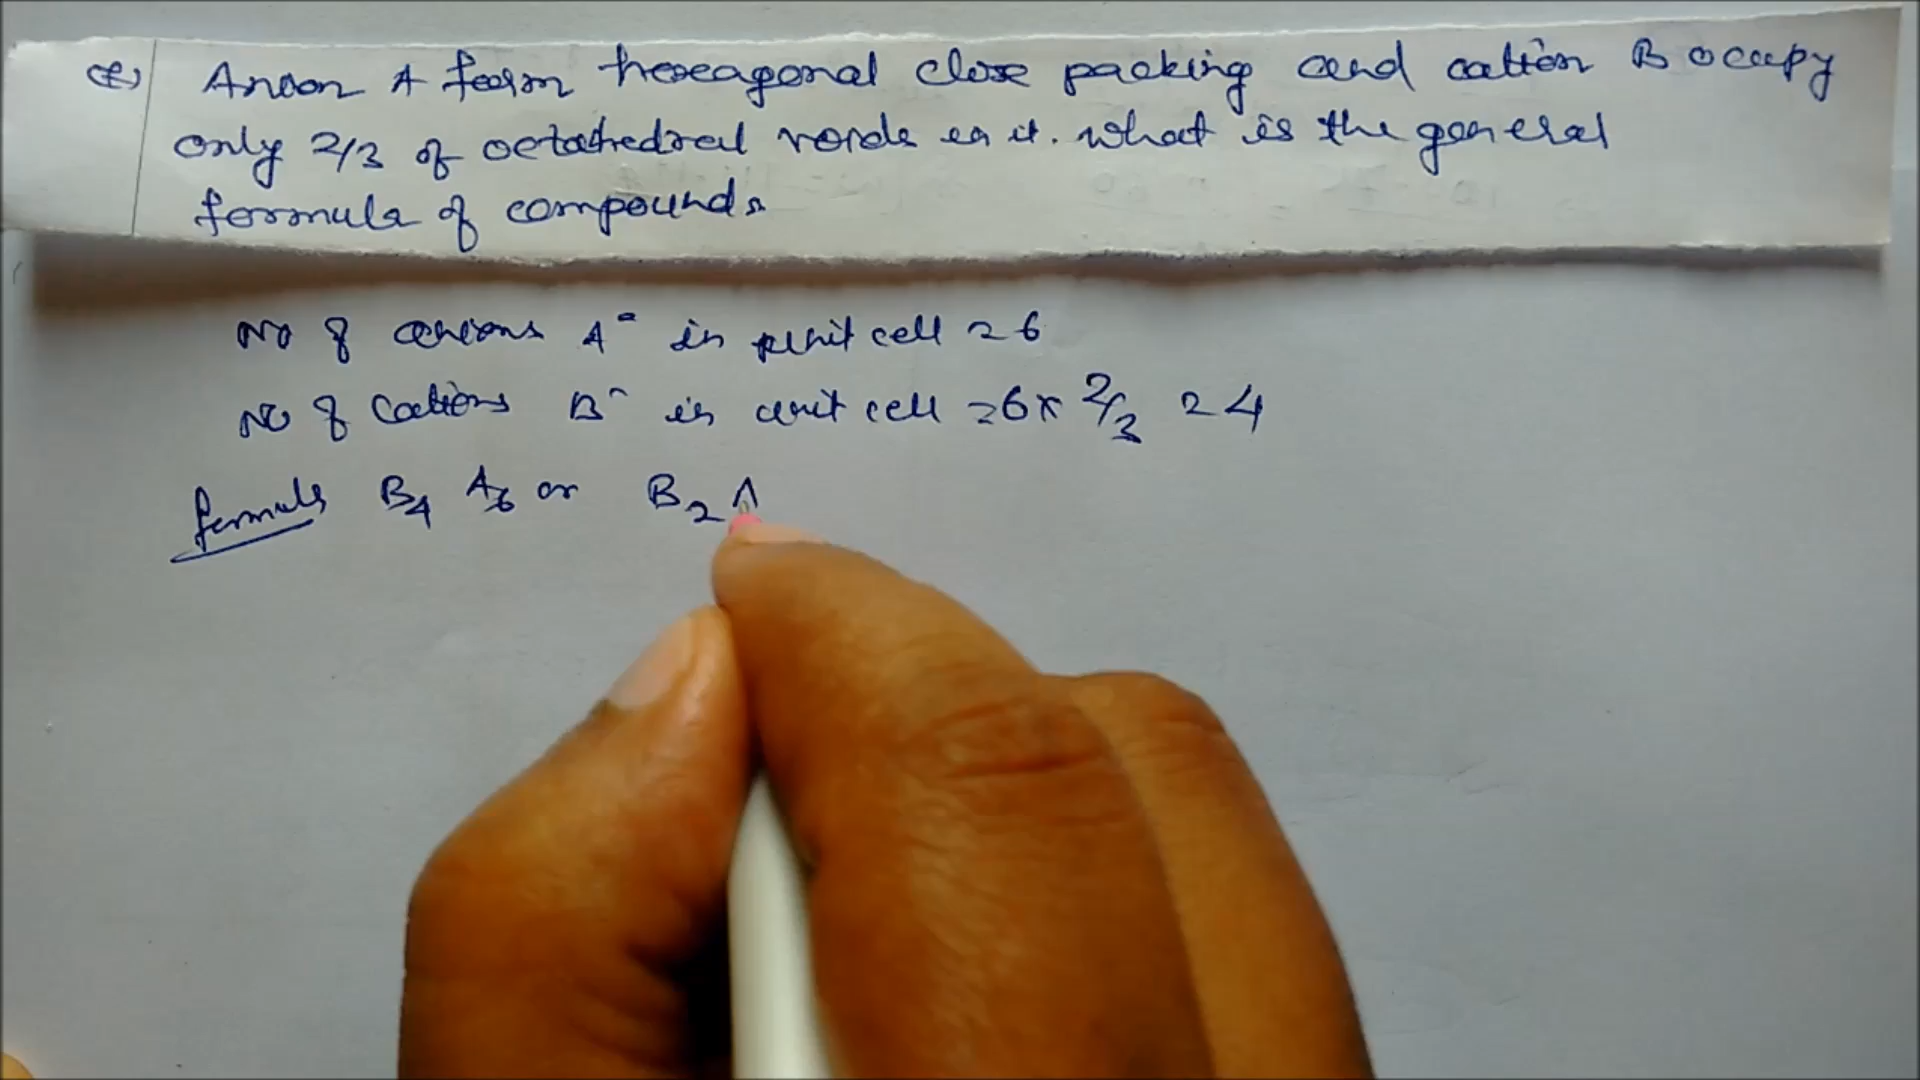 Q) Anion A form hexagonal close packing and cation B occupy
only 2/3 of octahedral voids in it. what is the general
formula of compounds
No of anions A⁻ in unit cell = 6
No of cations B⁻ in unit cell = 6 x 2/3 = 4
formula B4 A6 or B2 A